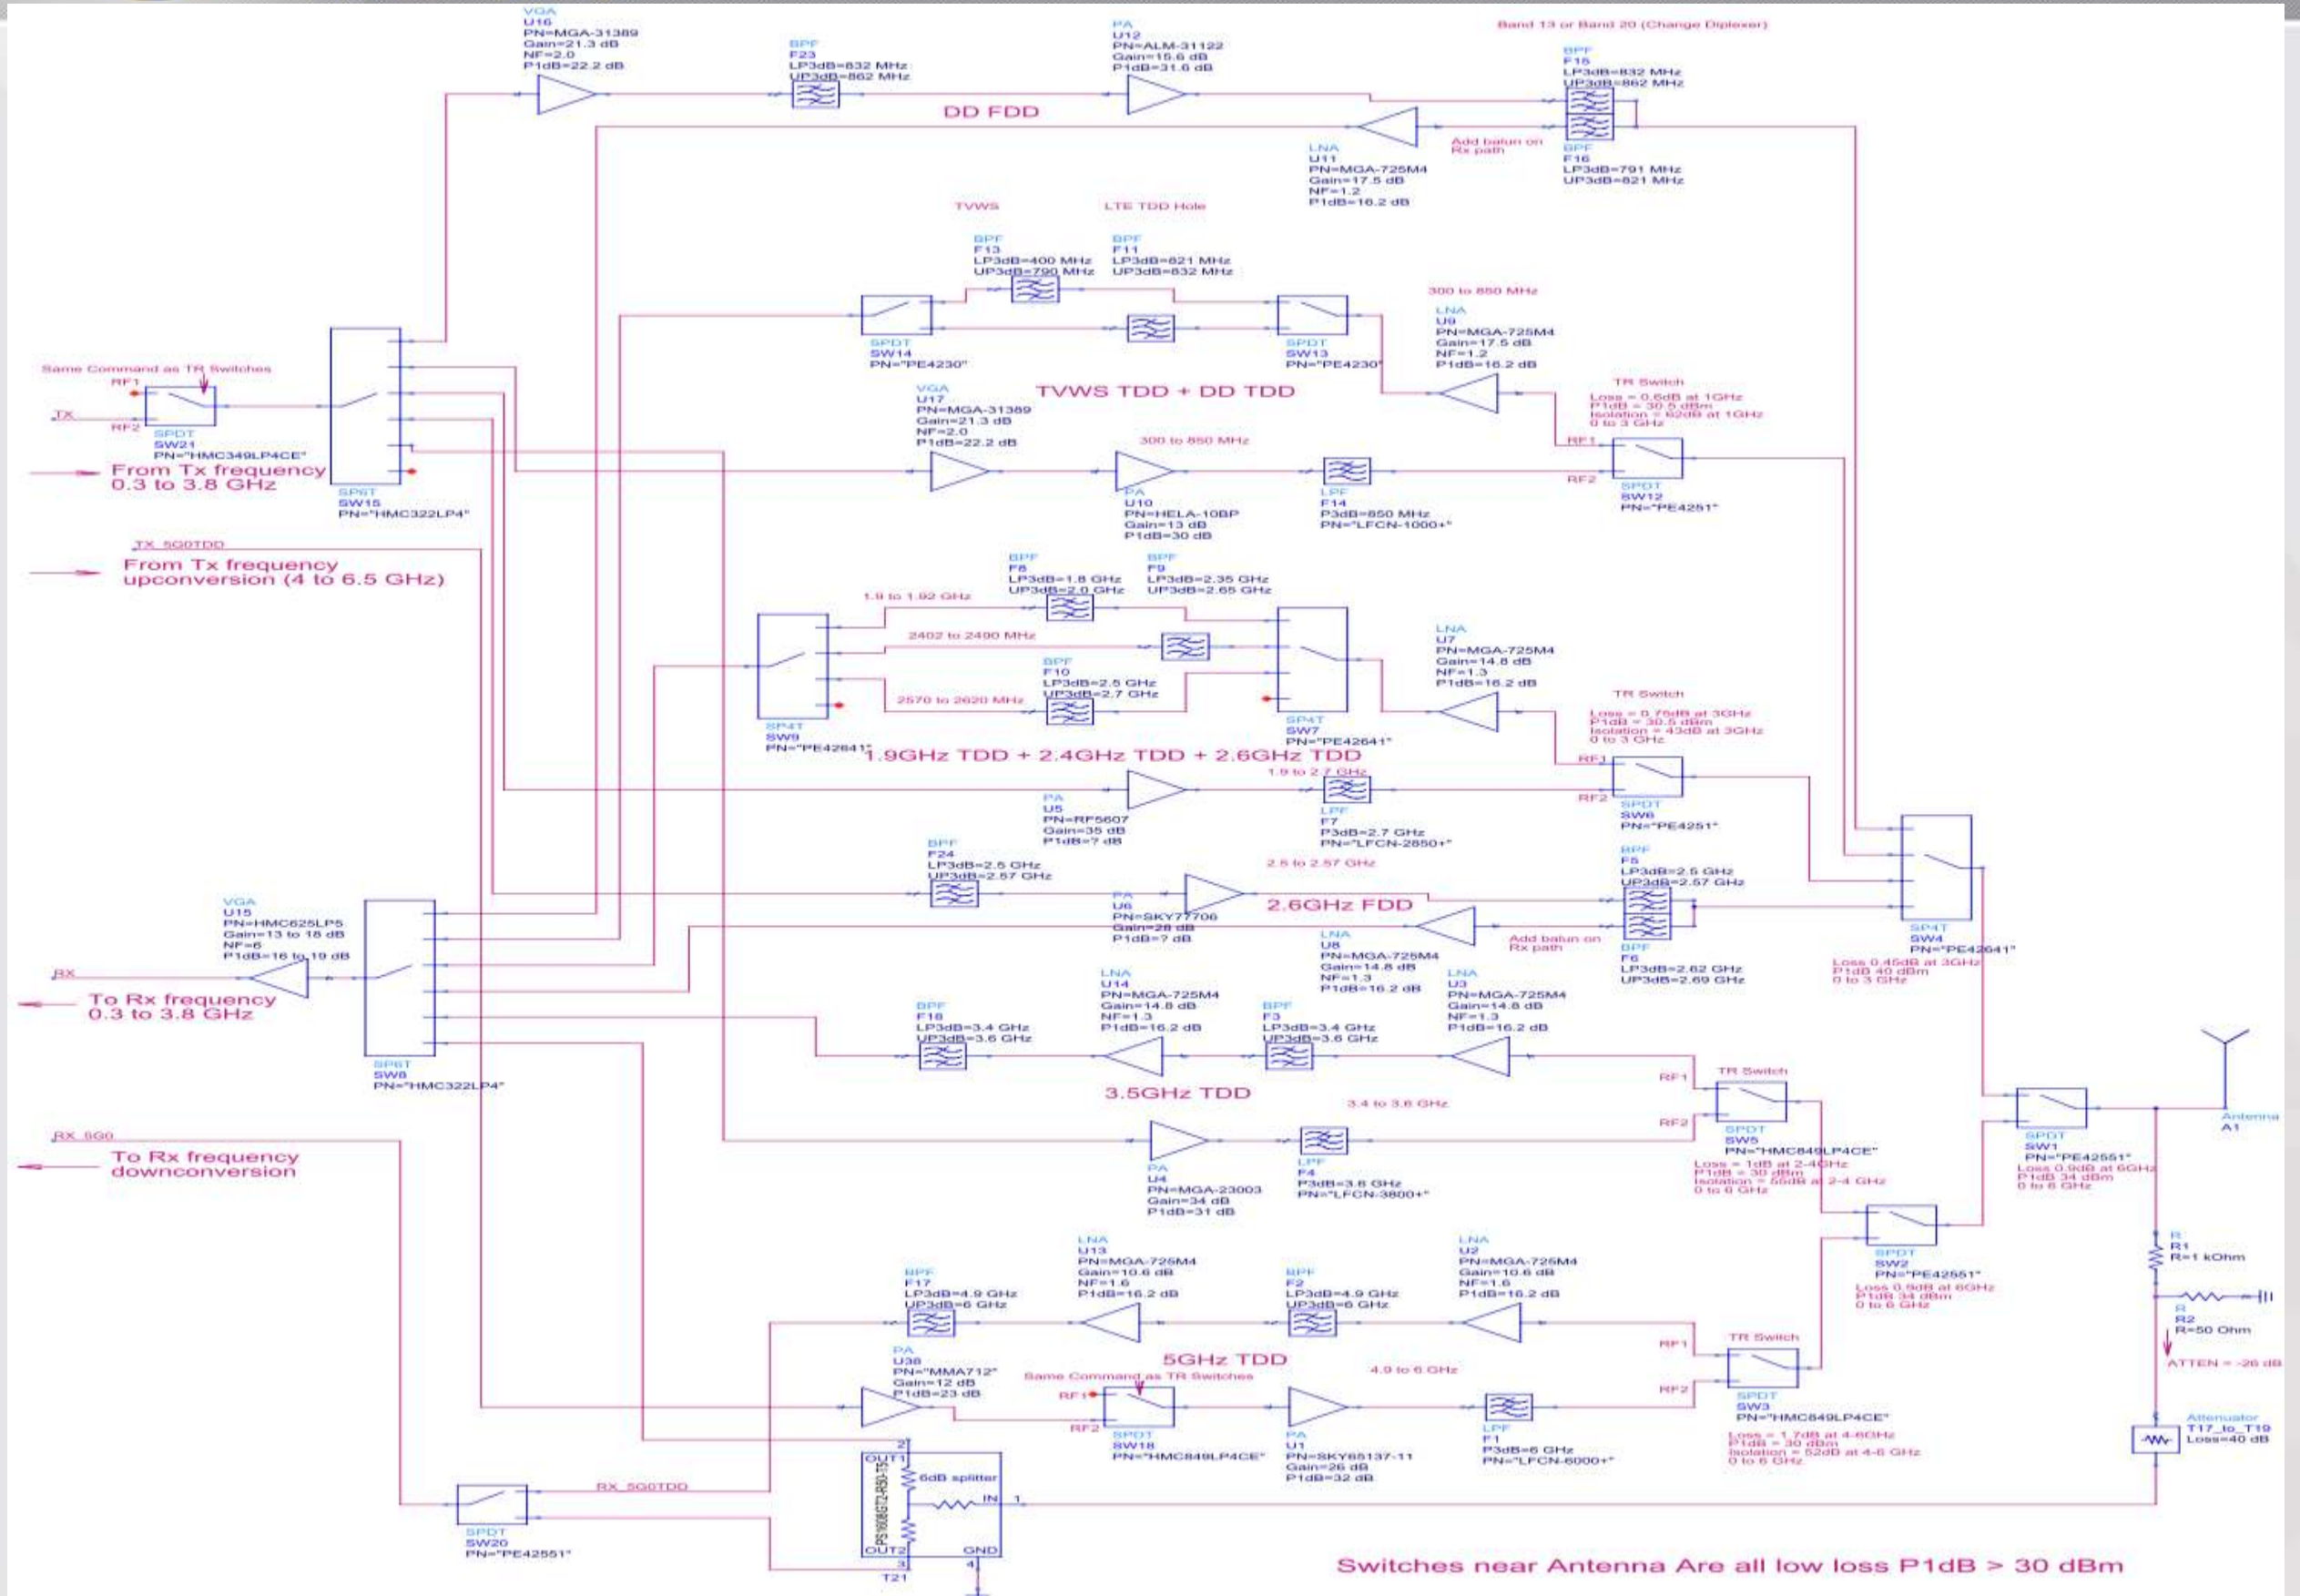 VGA
U16
PN=MGA-31389
Gain=21.3 dB
NF=2.0
P1dB=22.2 dB
BPF
F23
LP3dB=832 MHz
UP3dB=862 MHz
PA
U12
PN=ALM-31122
Gain=15.6 dB
P1dB=31.6 dB
Band 13 or Band 20 (Change Diplexer)
BPF
F15
LP3dB=832 MHz
UP3dB=862 MHz
DD FDD
LNA
U11
PN=MGA-725M4
Gain=17.5 dB
NF=1.2
P1dB=16.2 dB
Add balun on
Rx path
BPF
F16
LP3dB=791 MHz
UP3dB=821 MHz
TVWS
LTE TDD Hole
BPF
F13
LP3dB=400 MHz
UP3dB=790 MHz
BPF
F11
LP3dB=821 MHz
UP3dB=832 MHz
SPDT
SW14
PN="PE4230"
SPDT
SW13
PN="PE4230"
300 to 850 MHz
LNA
U9
PN=MGA-725M4
Gain=17.5 dB
NF=1.2
P1dB=16.2 dB
Same Command as TR Switches
RF1
TX
RF2
SPDT
SW21
PN="HMC349LP4CE"
From Tx frequency
0.3 to 3.8 GHz
SP6T
SW15
PN="HMC322LP4"
TVWS TDD + DD TDD
VGA
U17
PN=MGA-31389
Gain=21.3 dB
NF=2.0
P1dB=22.2 dB
300 to 850 MHz
PA
U10
PN=HELA-10BP
Gain=13 dB
P1dB=30 dB
LPF
F14
P3dB=850 MHz
PN="LFCN-1000+"
TR Switch
Loss = 0.6dB at 1GHz
P1dB = 30.5 dBm
Isolation = 62dB at 1GHz
0 to 3 GHz
RF1
RF2
SPDT
SW12
PN="PE4251"
TX_5G0TDD
From Tx frequency
upconversion (4 to 6.5 GHz)
BPF
F8
LP3dB=1.8 GHz
UP3dB=2.0 GHz
BPF
F9
LP3dB=2.35 GHz
UP3dB=2.65 GHz
1.9 to 1.92 GHz
2402 to 2490 MHz
BPF
F10
LP3dB=2.5 GHz
UP3dB=2.7 GHz
2570 to 2620 MHz
SP4T
SW9
PN="PE42641"
SP4T
SW7
PN="PE42641"
LNA
U7
PN=MGA-725M4
Gain=14.8 dB
NF=1.3
P1dB=16.2 dB
TR Switch
Loss = 0.75dB at 3GHz
P1dB = 30.5 dBm
Isolation = 43dB at 3GHz
0 to 3 GHz
1.9GHz TDD + 2.4GHz TDD + 2.6GHz TDD
1.9 to 2.7 GHz
RF1
RF2
SPDT
SW6
PN="PE4251"
PA
U5
PN=RF5607
Gain=35 dB
P1dB=? dB
LPF
F7
P3dB=2.7 GHz
PN="LFCN-2850+"
BPF
F24
LP3dB=2.5 GHz
UP3dB=2.57 GHz
2.5 to 2.57 GHz
BPF
F5
LP3dB=2.5 GHz
UP3dB=2.57 GHz
PA
U6
PN=SKY77706
Gain=28 dB
P1dB=? dB
2.6GHz FDD
LNA
U8
PN=MGA-725M4
Gain=14.8 dB
NF=1.3
P1dB=16.2 dB
Add balun on
Rx path
BPF
F6
LP3dB=2.62 GHz
UP3dB=2.69 GHz
SP4T
SW4
PN="PE42641"
Loss 0.45dB at 3GHz
P1dB 40 dBm
0 to 3 GHz
VGA
U15
PN=HMC625LP5
Gain=13 to 18 dB
NF=6
P1dB=16 to 19 dB
RX
To Rx frequency
0.3 to 3.8 GHz
SP6T
SW8
PN="HMC322LP4"
BPF
F18
LP3dB=3.4 GHz
UP3dB=3.6 GHz
LNA
U14
PN=MGA-725M4
Gain=14.8 dB
NF=1.3
P1dB=16.2 dB
BPF
F3
LP3dB=3.4 GHz
UP3dB=3.6 GHz
LNA
U3
PN=MGA-725M4
Gain=14.8 dB
NF=1.3
P1dB=16.2 dB
3.5GHz TDD
3.4 to 3.6 GHz
RF1
RF2
TR Switch
SPDT
SW5
PN="HMC849LP4CE"
Loss = 1dB at 2-4GHz
P1dB = 30 dBm
Isolation = 55dB at 2-4 GHz
0 to 6 GHz
PA
U4
PN=MGA-23003
Gain=34 dB
P1dB=31 dB
LPF
F4
P3dB=3.6 GHz
PN="LFCN-3800+"
SPDT
SW1
PN="PE42551"
Loss 0.9dB at 6GHz
P1dB 34 dBm
0 to 6 GHz
Antenna
A1
RX_5G0
To Rx frequency
downconversion
SPDT
SW2
PN="PE42551"
Loss 0.9dB at 6GHz
P1dB 34 dBm
0 to 6 GHz
R
R1
R=1 kOhm
R
R2
R=50 Ohm
ATTEN = -26 dB
BPF
F17
LP3dB=4.9 GHz
UP3dB=6 GHz
LNA
U13
PN=MGA-725M4
Gain=10.6 dB
NF=1.6
P1dB=16.2 dB
BPF
F2
LP3dB=4.9 GHz
UP3dB=6 GHz
LNA
U2
PN=MGA-725M4
Gain=10.6 dB
NF=1.6
P1dB=16.2 dB
PA
U38
PN="MMA712"
Gain=12 dB
P1dB=23 dB
5GHz TDD
4.9 to 6 GHz
Same Command as TR Switches
RF1
RF2
SPDT
SW18
PN="HMC849LP4CE"
PA
U1
PN=SKY65137-11
Gain=26 dB
P1dB=32 dB
LPF
F1
P3dB=6 GHz
PN="LFCN-6000+"
RF1
RF2
TR Switch
SPDT
SW3
PN="HMC849LP4CE"
Loss = 1.7dB at 4-6GHz
P1dB = 30 dBm
Isolation = 52dB at 4-6 GHz
0 to 6 GHz
Attenuator
T17_to_T19
Loss=40 dB
RX_5G0TDD
SPDT
SW20
PN="PE42551"
2
OUT1
6dB splitter
IN
1
PS1608GT2-R50-T5
OUT2
GND
3
4
T21
Switches near Antenna Are all low loss P1dB > 30 dBm